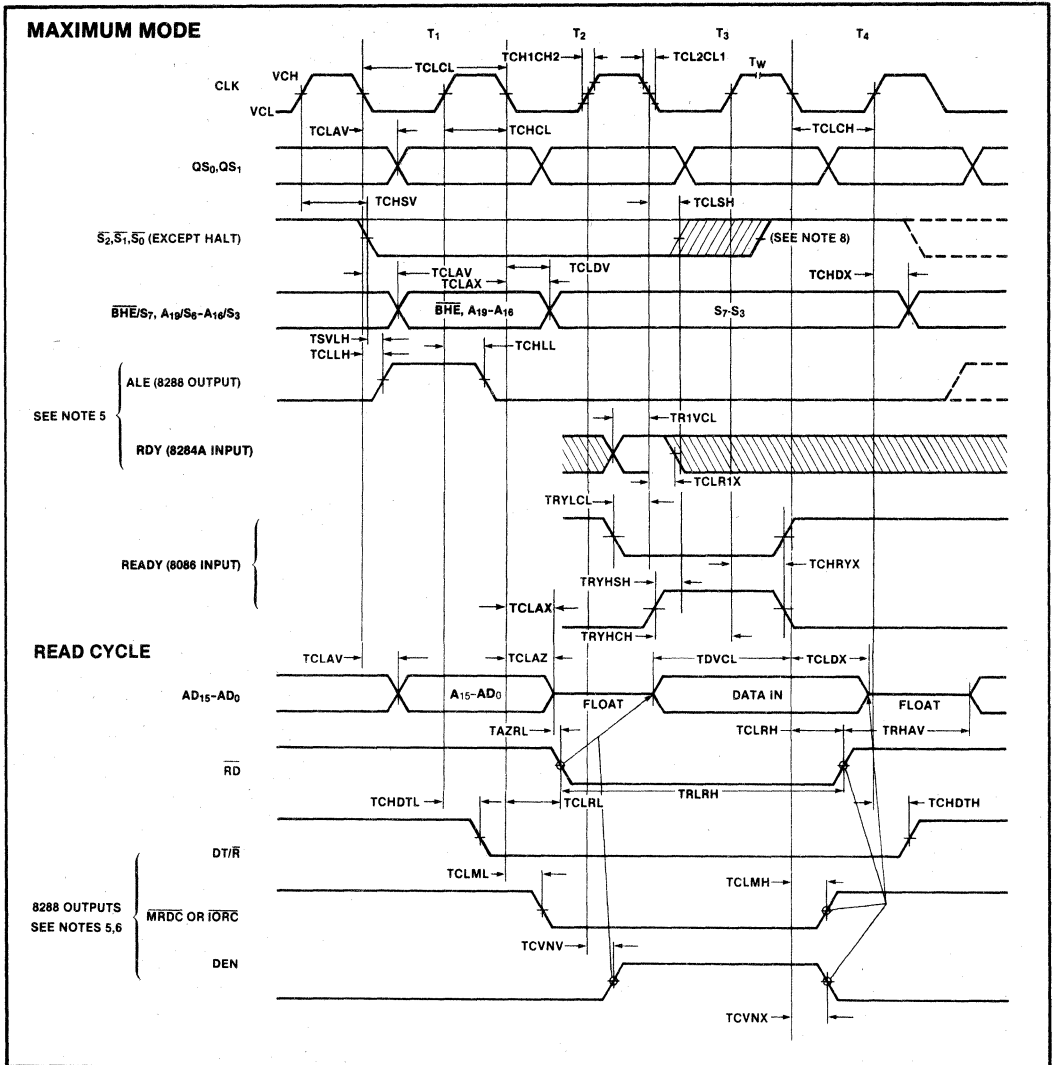 MAXIMUM MODE
T1 T2 T3 T4
TCH1CH2 TCL2CL1
TCLCL TW
VCH
CLK
VCL
TCLAV TCHCL TCLCH
QS0,QS1
TCHSV TCLSH
S̅2̅,S̅1̅,S̅0̅ (EXCEPT HALT) (SEE NOTE 8)
TCLAV TCLDV
TCLAX TCHDX
B̅H̅E̅/S7, A19/S6–A16/S3 B̅H̅E̅, A19–A16 S7-S3
TSVLH
TCLLH TCHLL
ALE (8288 OUTPUT)
SEE NOTE 5
TR1VCL
RDY (8284A INPUT)
TCLR1X
TRYLCL
READY (8086 INPUT)
TCHRYX
TRYHSH
TCLAX
TRYHCH
READ CYCLE
TCLAV TCLAZ TDVCL TCLDX
AD15–AD0 A15–AD0 FLOAT DATA IN FLOAT
TAZRL TCLRH TRHAV
R̅D̅
TRLRH
TCHDTL TCLRL TCHDTH
DT/R̅
TCLML TCLMH
8288 OUTPUTS
SEE NOTES 5,6
M̅R̅D̅C̅ OR I̅O̅R̅C̅
TCVNV
DEN
TCVNX